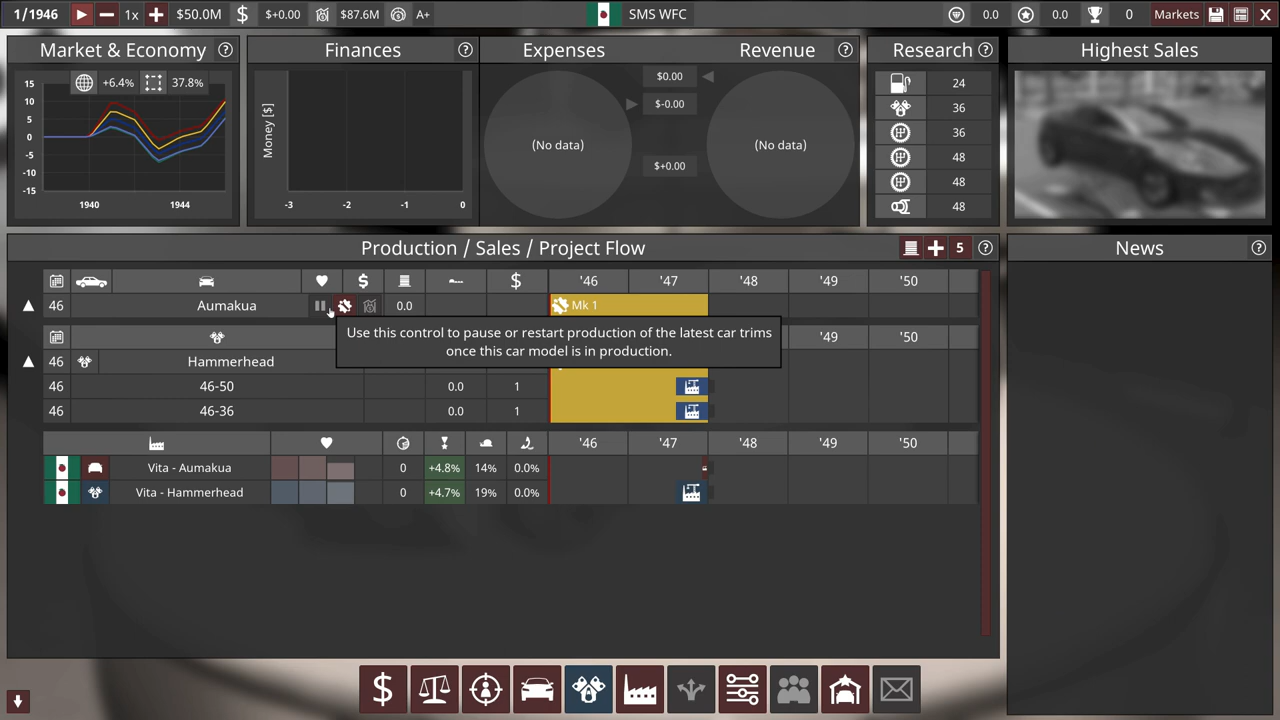 1/1946 1x $50.0M $+0.00 $87.6M A+ SMS WFC 0.0 0.0 0 Markets
Market & Economy
+6.4% 37.8%
15
10
5
0
-5
-10
-15
1940 1944
Finances
Money [$]
-3 -2 -1 0
Expenses Revenue
(No data)
$0.00
$-0.00
$+0.00
(No data)
Research
24
36
36
48
48
48
Highest Sales
Production / Sales / Project Flow
5
News
$ $ '46 '47 '48 '49 '50
46 Aumakua 0.0 Mk 1
Use this control to pause or restart production of the latest car trims
once this car model is in production.
'49 '50
46 Hammerhead
46 46-50 0.0 1
46 46-36 0.0 1
'46 '47 '48 '49 '50
Vita - Aumakua 0 +4.8% 14% 0.0%
Vita - Hammerhead 0 +4.7% 19% 0.0%